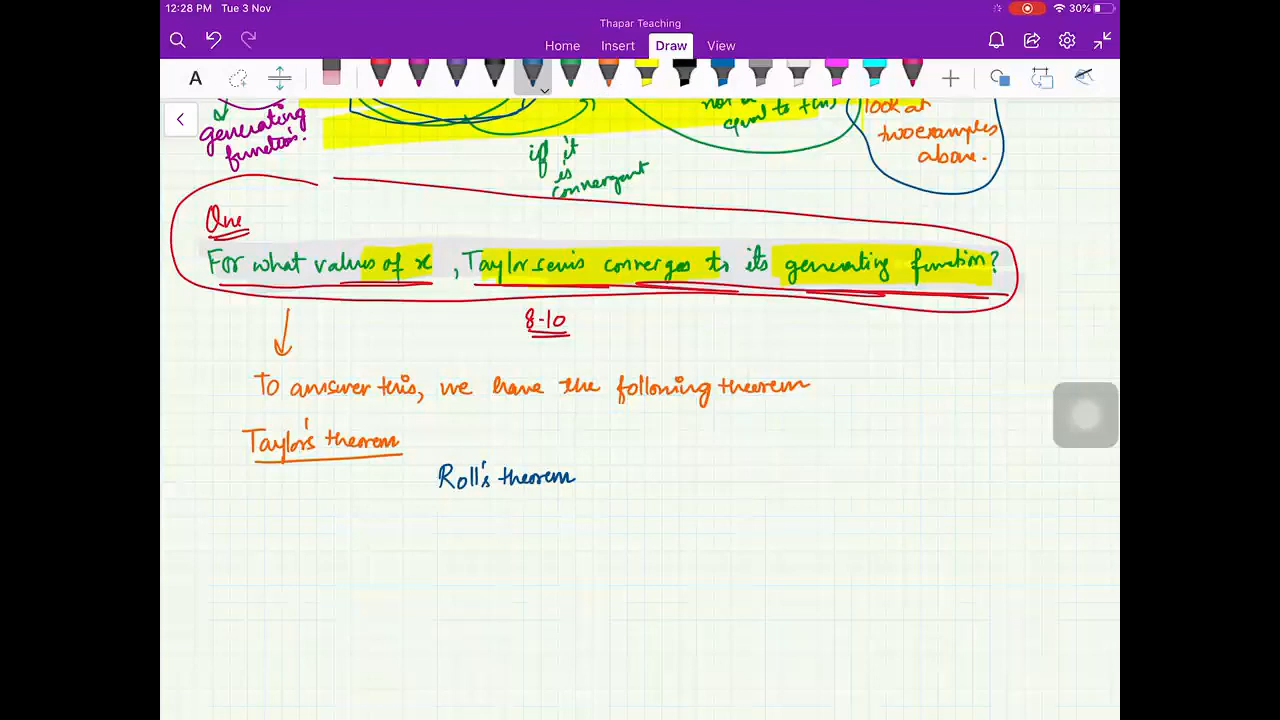 12:28 PM Tue 3 Nov
30%
Thapar Teaching
Home Insert Draw View
A
generating
function.
if it
is
convergent
not a
equal to f(x)
look at
two examples
above.
One
For what values of x, Taylor series converges to its generating function?
8-10
To answer this, we have the following theorem
Taylor's theorem
Roll's theorem